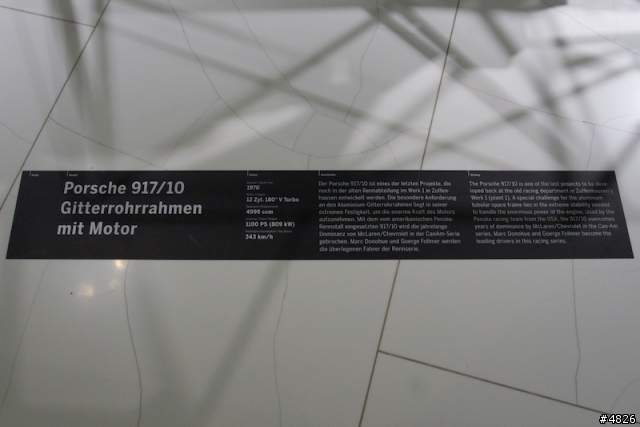 Porsche 917/10
Gitterrohrrahmen
mit Motor
1970
12 Zyl. 180° V Turbo
4999 ccm
1100 PS (809 kW)
343 km/h
Der Porsche 917/10 ist eines der letzten Projekte, die
noch in der alten Rennabteilung im Werk 1 in Zuffen-
hausen entwickelt werden. Die besondere Anforderung
an den Aluminium-Gitterrohrrahmen liegt in seiner
extremen Festigkeit, um die enorme Kraft des Motors
aufzunehmen. Mit dem vom amerikanischen Penske-
Rennstall eingesetzten 917/10 wird die jahrelange
Dominanz von McLaren/Chevrolet in der CanAm-Serie
gebrochen. Marc Donohue und Goerge Follmer werden
die überlegenen Fahrer der Rennserie.
The Porsche 917/10 is one of the last projects to be deve-
loped back at the old racing department in Zuffenhausen's
Werk 1 (plant 1). A special challenge for the aluminum
tubular space frame lies in the extreme stability needed
to handle the enormous power of the engine. Used by the
Penske racing team from the USA, the 917/10 overcomes
years of dominance by McLaren/Chevrolet in the Can-Am
series. Marc Donohue and Goerge Follmer become the
leading drivers in this racing series.
#4826